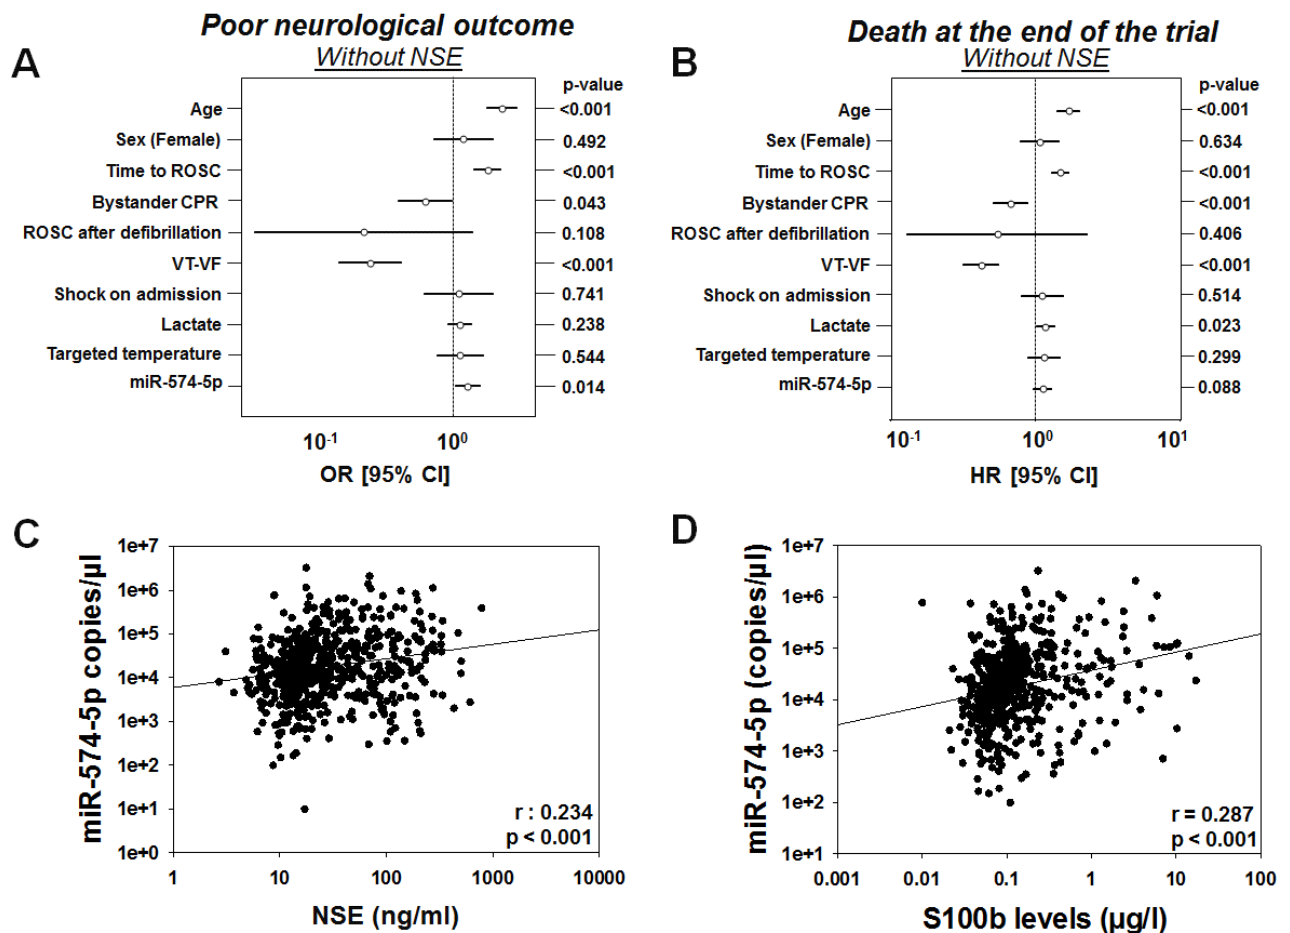 A
Poor neurological outcome
Without NSE
p-value
Age <0.001
Sex (Female) 0.492
Time to ROSC <0.001
Bystander CPR 0.043
ROSC after defibrillation 0.108
VT-VF <0.001
Shock on admission 0.741
Lactate 0.238
Targeted temperature 0.544
miR-574-5p 0.014
10-1 100
OR [95% CI]
B
Death at the end of the trial
Without NSE
p-value
Age <0.001
Sex (Female) 0.634
Time to ROSC <0.001
Bystander CPR <0.001
ROSC after defibrillation 0.406
VT-VF <0.001
Shock on admission 0.514
Lactate 0.023
Targeted temperature 0.299
miR-574-5p 0.088
10-1 100 101
HR [95% CI]
C
miR-574-5p copies/µl
1e+7
1e+6
1e+5
1e+4
1e+3
1e+2
1e+1
1e+0
r : 0.234
p < 0.001
1 10 100 1000 10000
NSE (ng/ml)
D
miR-574-5p (copies/µl)
1e+7
1e+6
1e+5
1e+4
1e+3
1e+2
1e+1
r = 0.287
p < 0.001
0.001 0.01 0.1 1 10 100
S100b levels (µg/l)